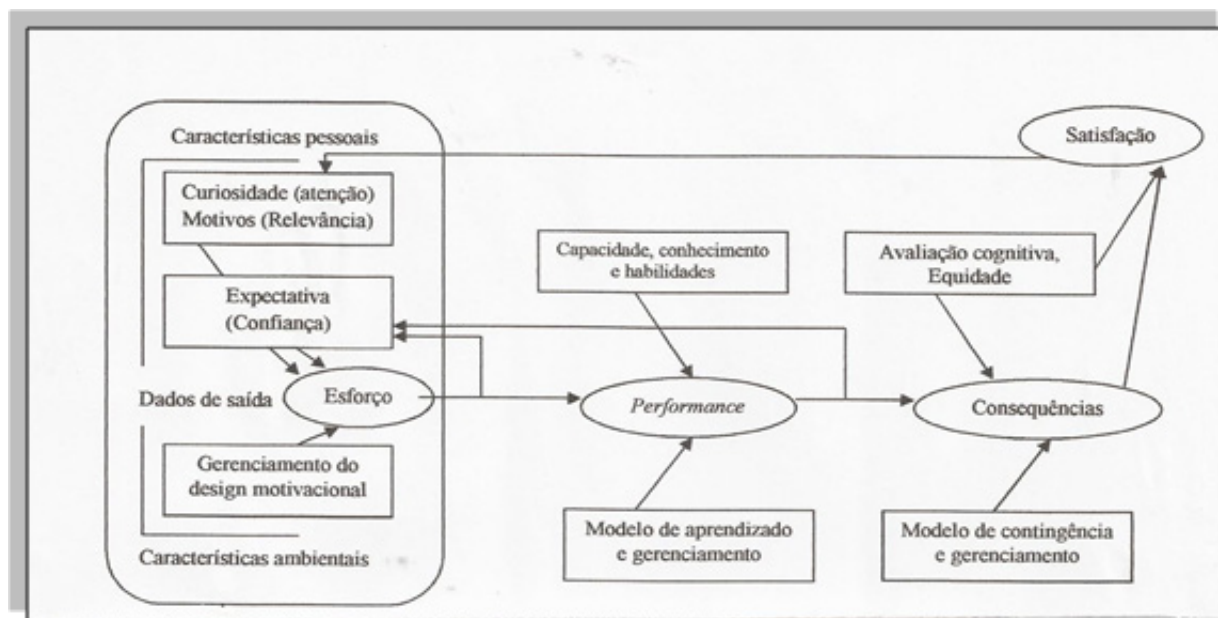 Características pessoais
Satisfação
Curiosidade (atenção)
Motivos (Relevância)
Capacidade, conhecimento
e habilidades
Avaliação cognitiva,
Equidade
Expectativa
(Confiança)
Dados de saída
Esforço
Performance
Consequências
Gerenciamento do
design motivacional
Modelo de aprendizado
e gerenciamento
Modelo de contingência
e gerenciamento
Características ambientais